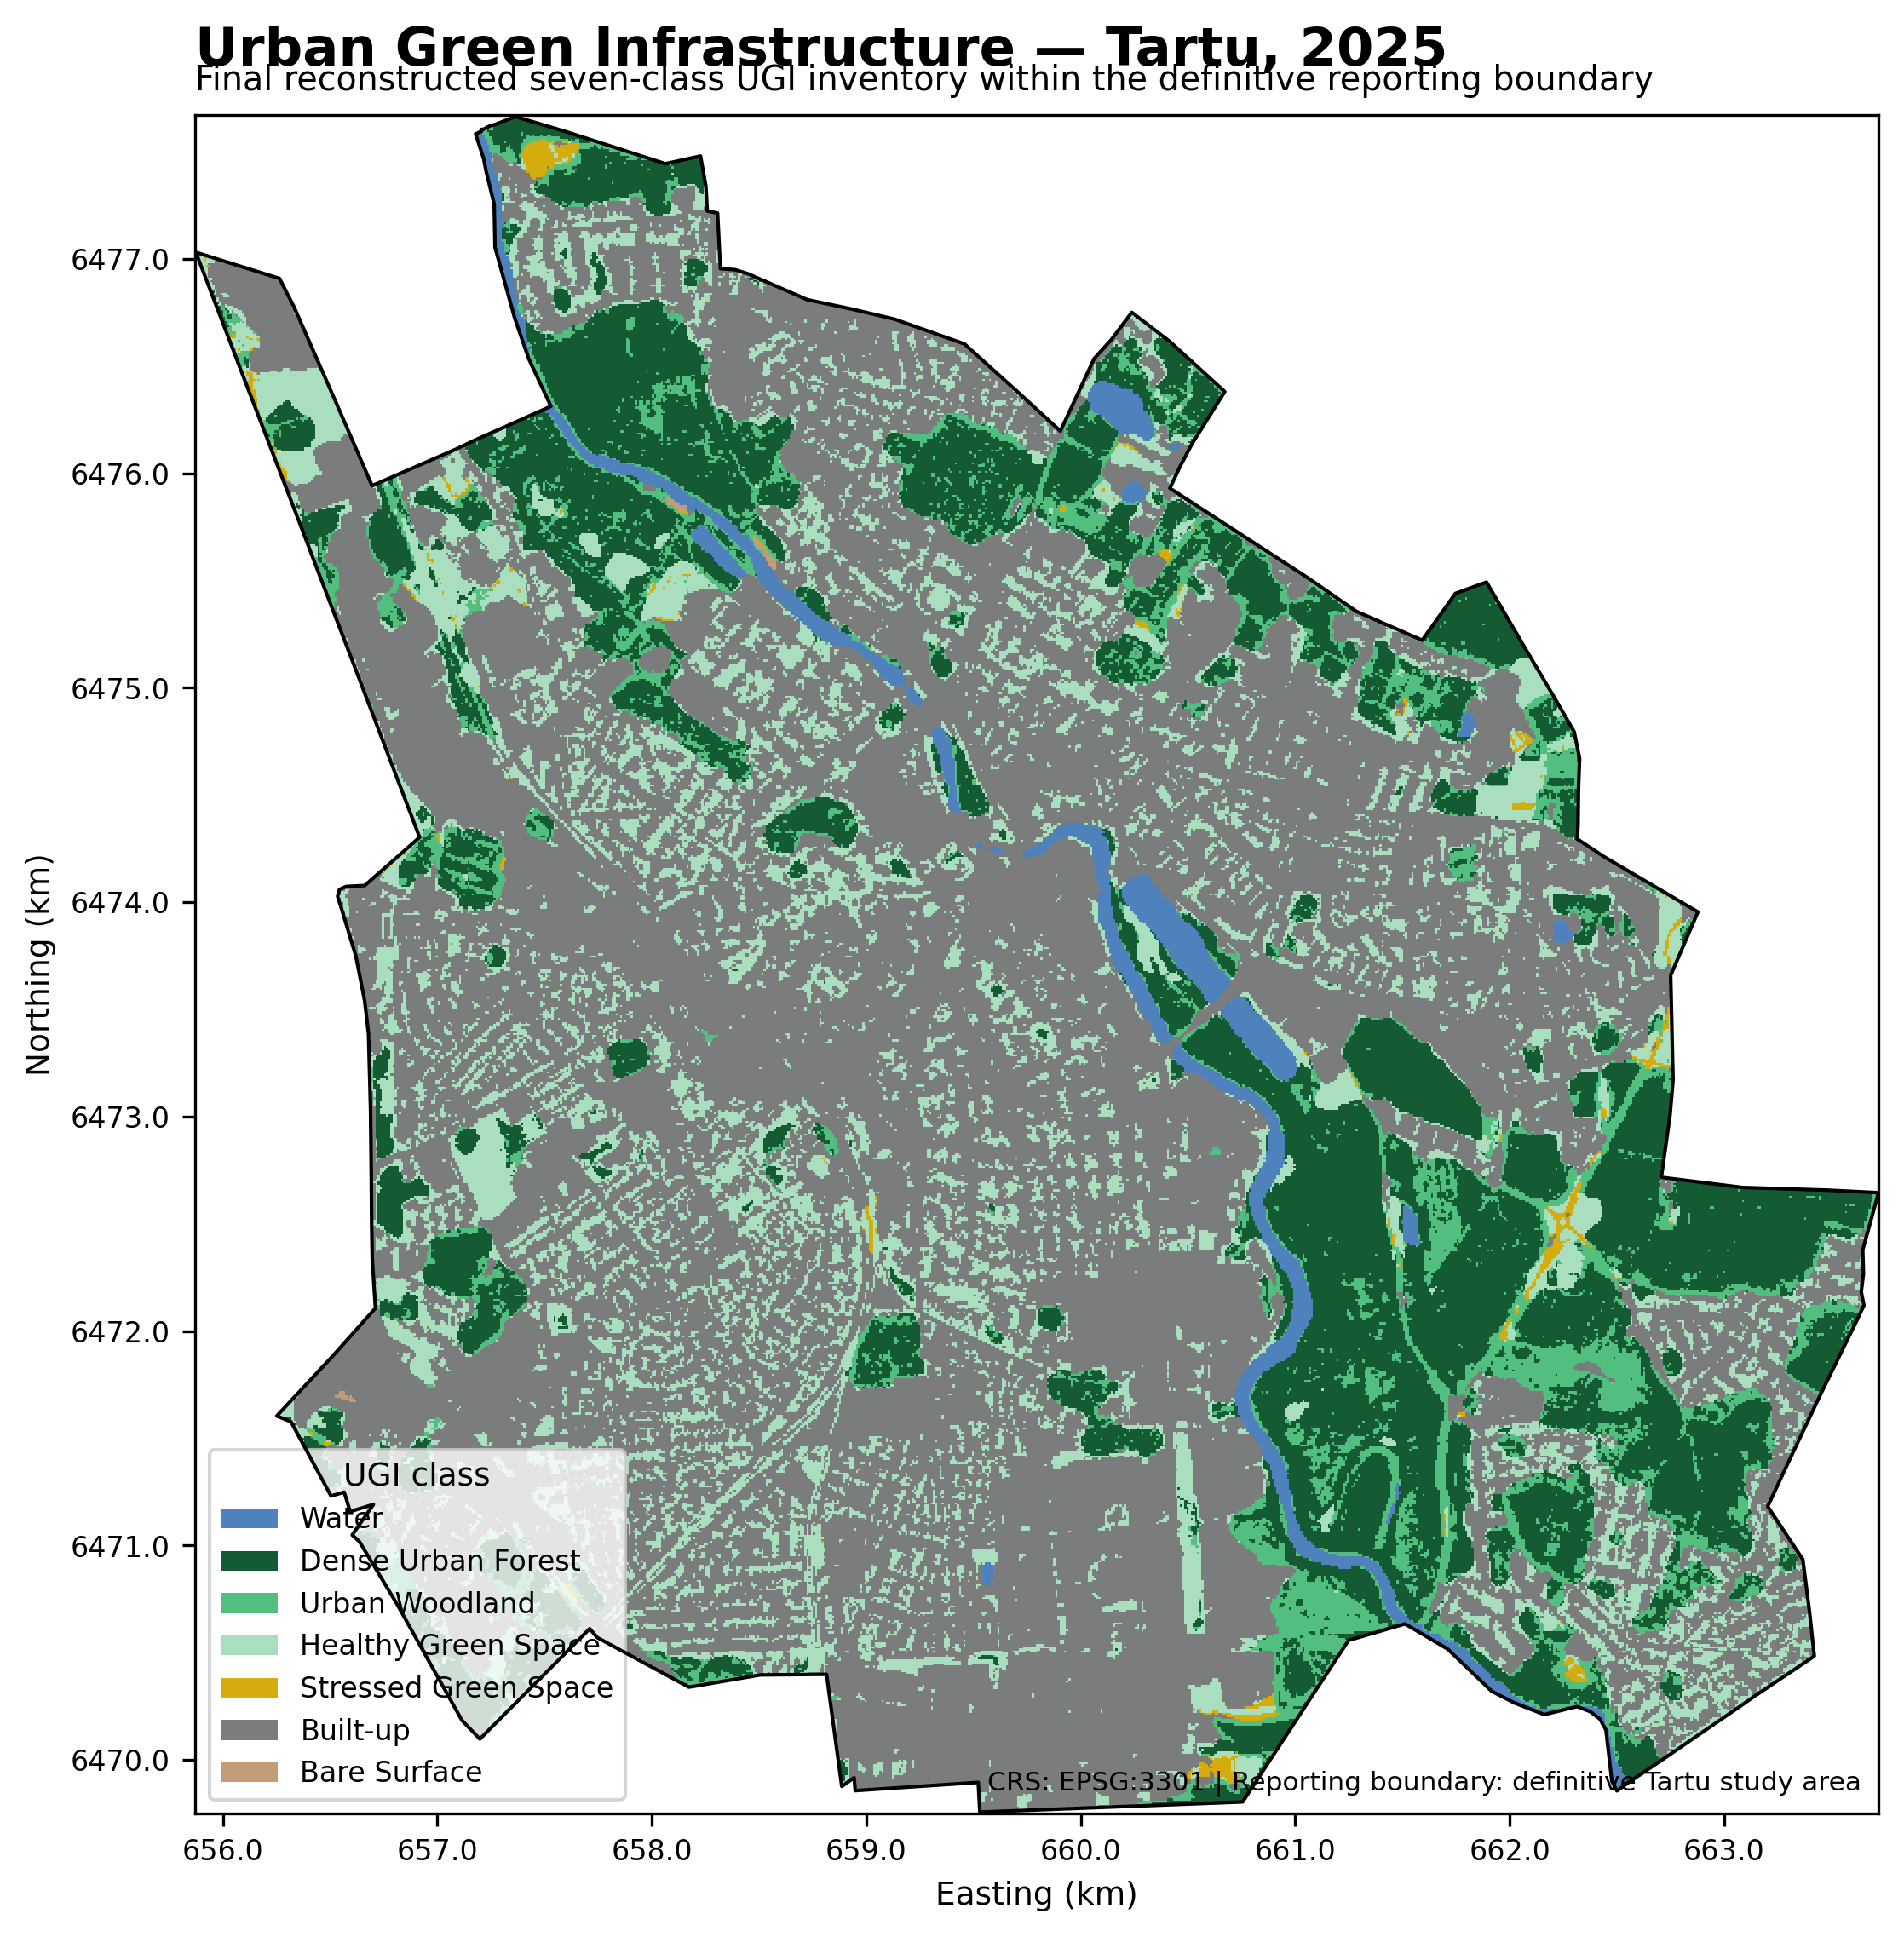 Urban Green Infrastructure — Tartu, 2025
Final reconstructed seven-class UGI inventory within the definitive reporting boundary
Northing (km)
6477.0
6476.0
6475.0
6474.0
6473.0
6472.0
6471.0
6470.0
UGI class
Water
Dense Urban Forest
Urban Woodland
Healthy Green Space
Stressed Green Space
Built-up
Bare Surface
CRS: EPSG:3301 | Reporting boundary: definitive Tartu study area
656.0 657.0 658.0 659.0 660.0 661.0 662.0 663.0
Easting (km)